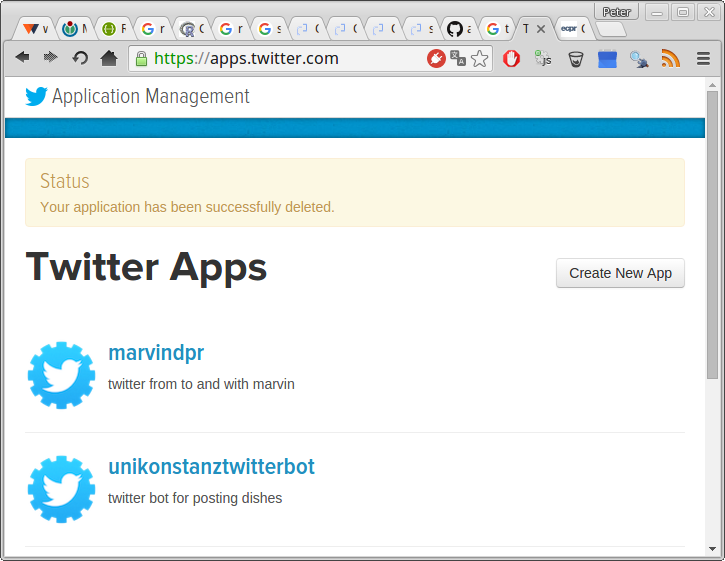 Peter
https://apps.twitter.com
Application Management
Status
Your application has been successfully deleted.
Twitter Apps
Create New App
marvindpr
twitter from to and with marvin
unikonstanztwitterbot
twitter bot for posting dishes